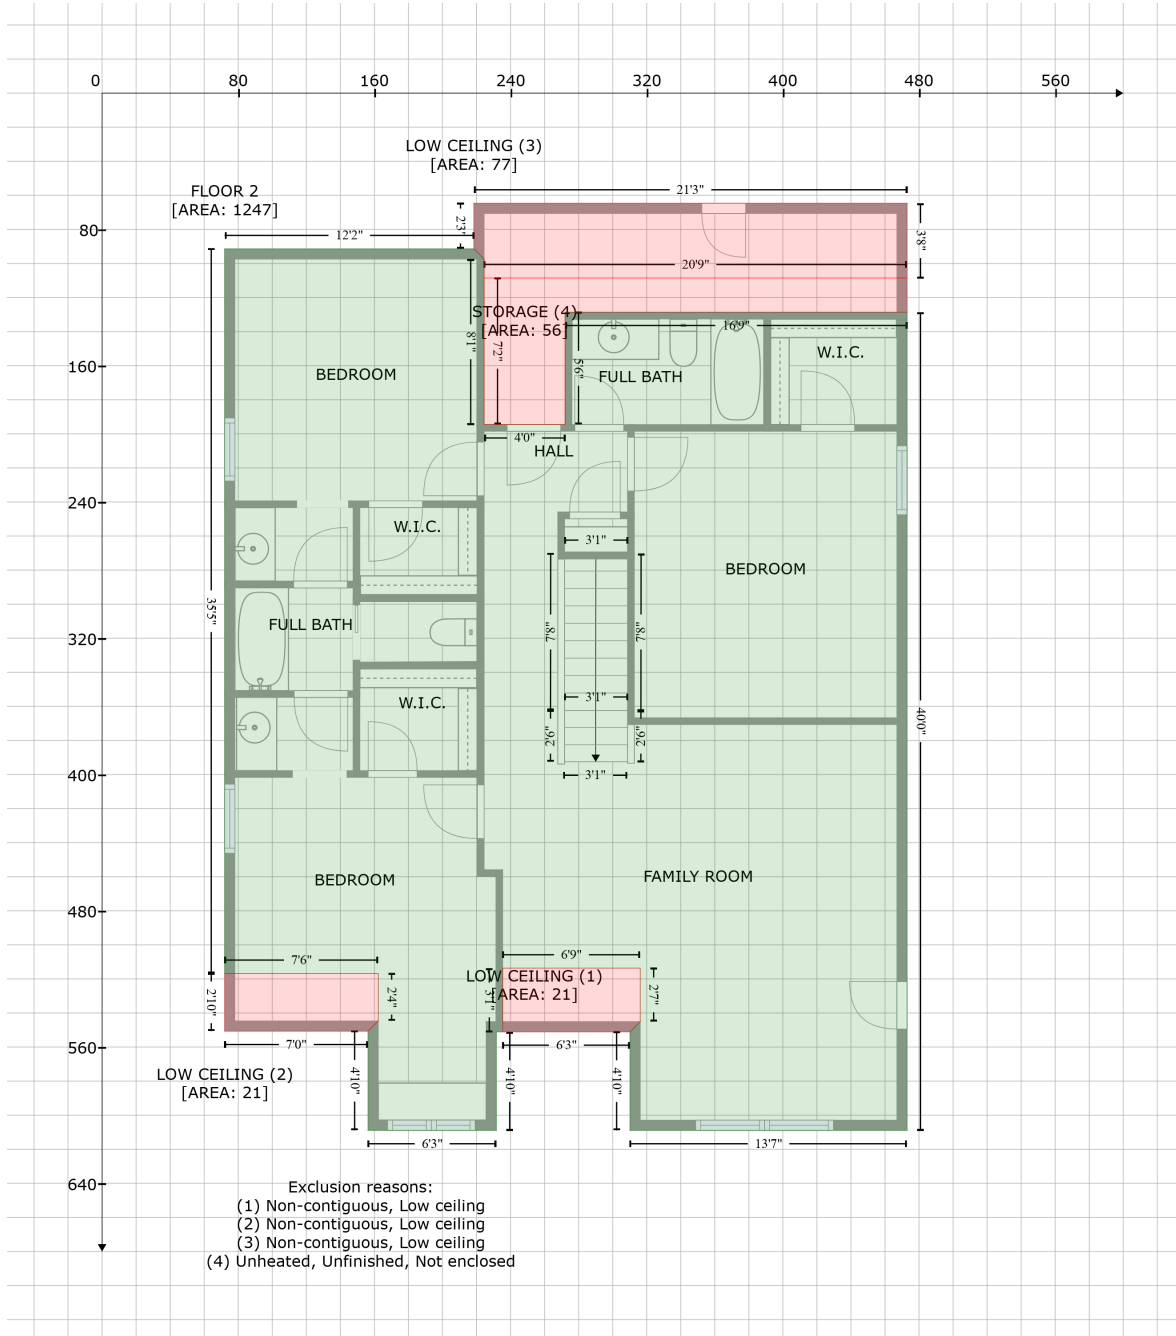 0
80
160
240
320
400
480
560
LOW CEILING (3)
[AREA: 77]
FLOOR 2
[AREA: 1247]
21'3"
2'3"
3'8"
12'2"
80
20'9"
STORAGE (4)
[AREA: 56]
16'9"
8'1"
7'2"
5'6"
W.I.C.
160
BEDROOM
FULL BATH
4'0"
HALL
240
W.I.C.
3'1"
BEDROOM
35'5"
FULL BATH
7'8"
7'8"
320
3'1"
W.I.C.
2'6"
2'6"
40'0"
400
3'1"
BEDROOM
FAMILY ROOM
480
6'9"
7'6"
LOW CEILING (1)
[AREA: 21]
2'10"
2'4"
3'1"
2'7"
560
7'0"
6'3"
LOW CEILING (2)
[AREA: 21]
4'10"
4'10"
4'10"
6'3"
13'7"
640
Exclusion reasons:
(1) Non-contiguous, Low ceiling
(2) Non-contiguous, Low ceiling
(3) Non-contiguous, Low ceiling
(4) Unheated, Unfinished, Not enclosed